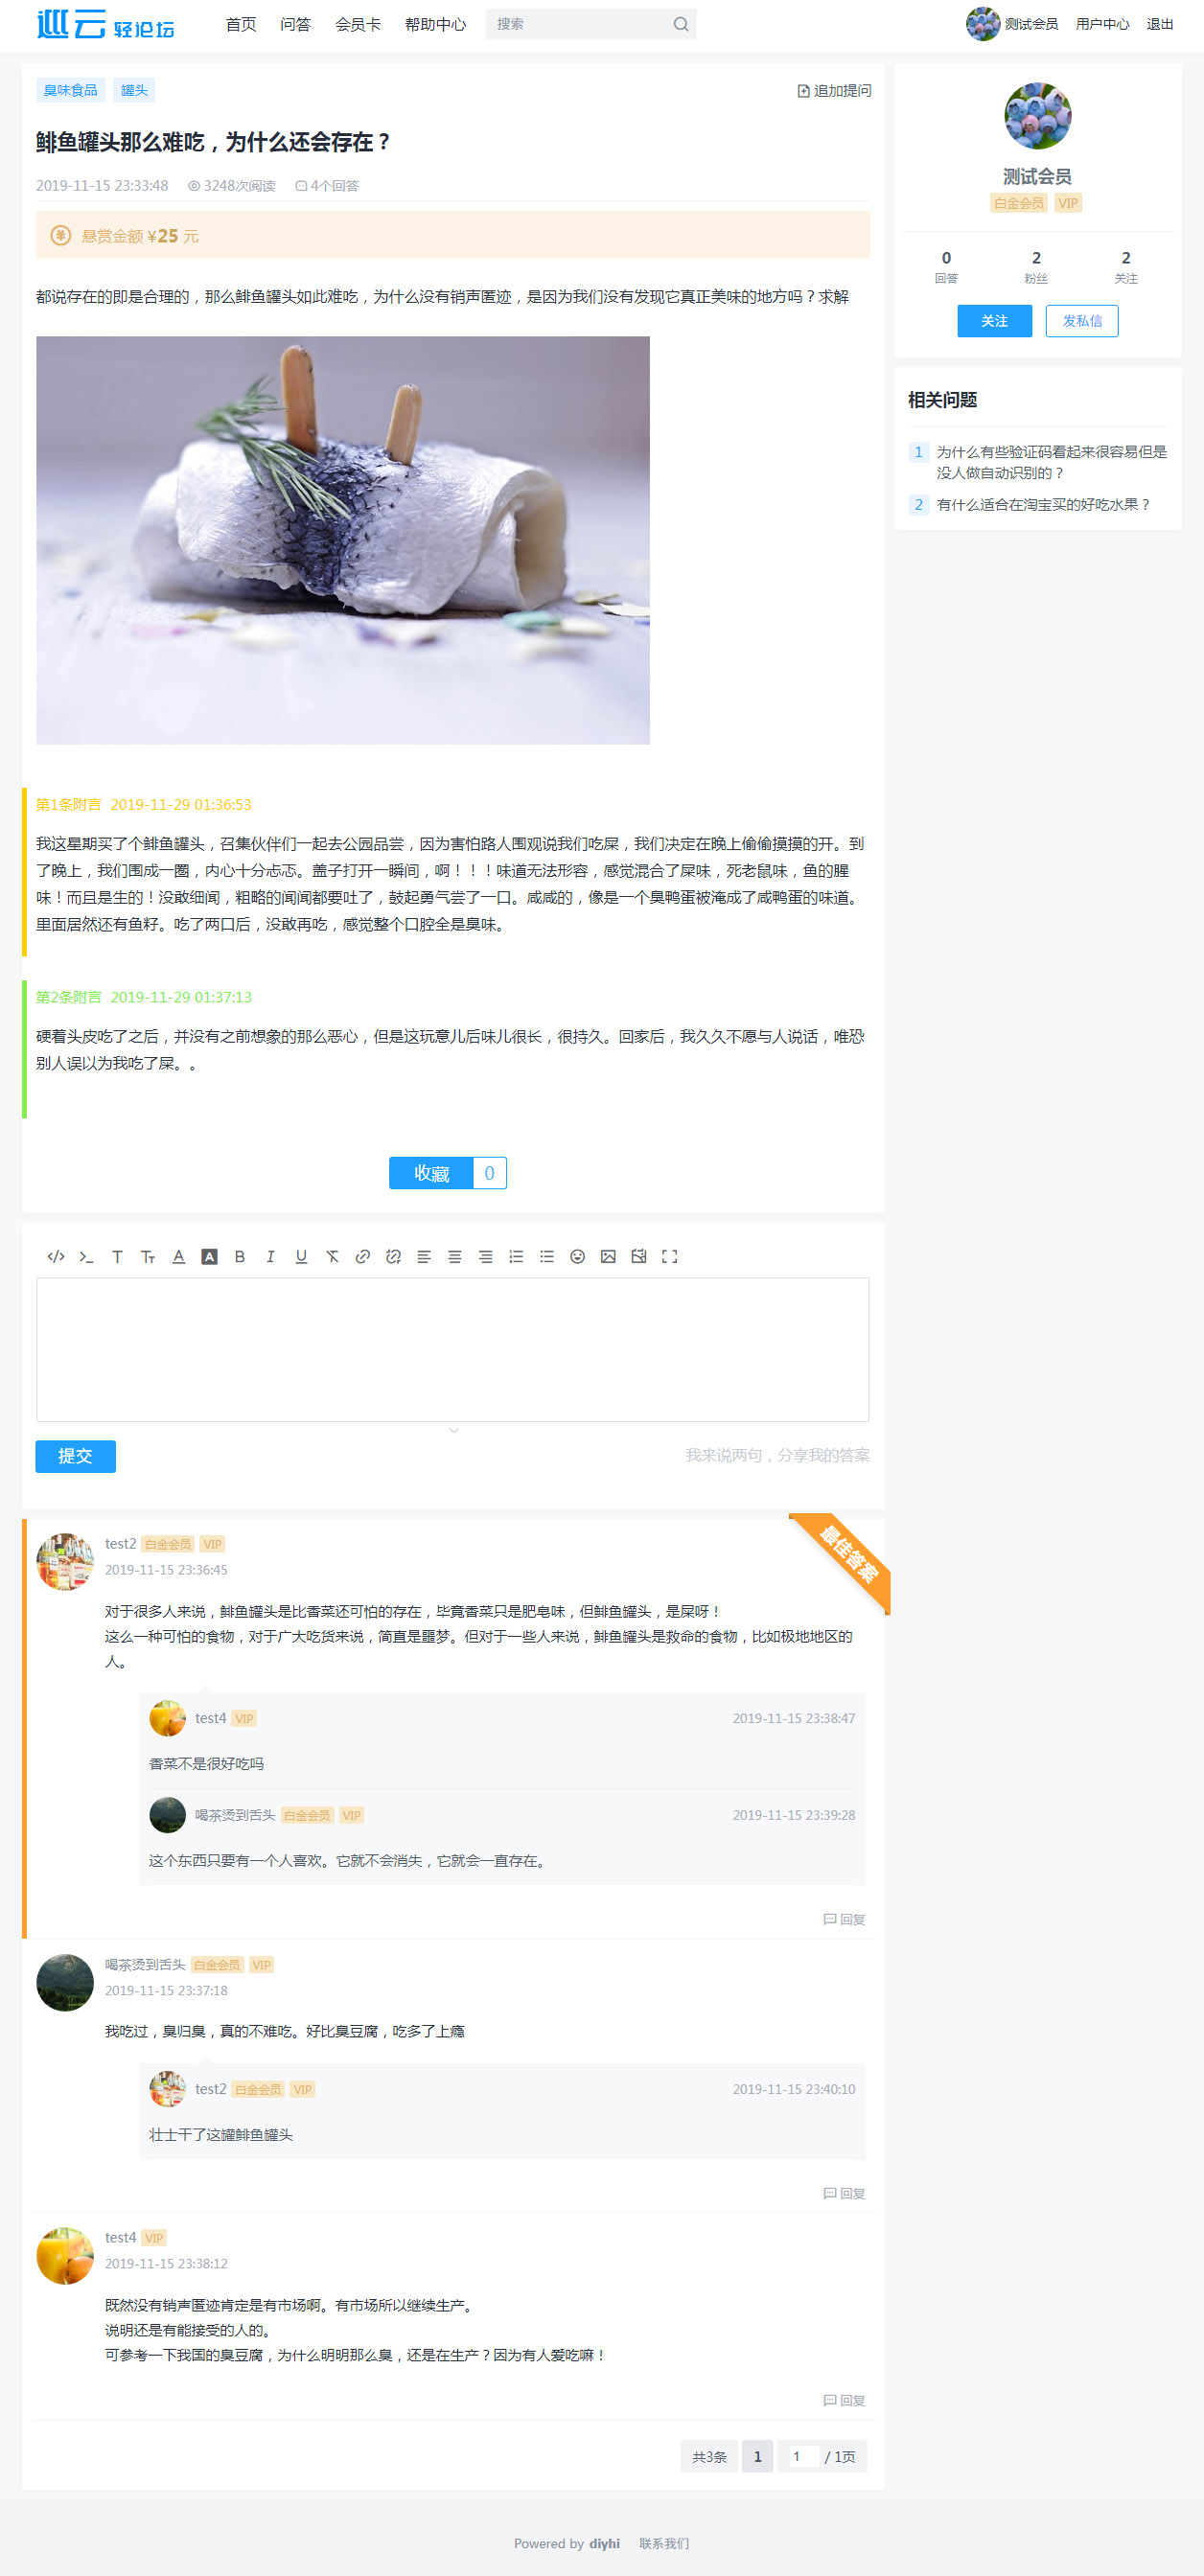 巡云 轻论坛 首页 问答 会员卡 帮助中心 搜索 测试会员 用户中心 退出
臭味食品 罐头 追加提问
鲱鱼罐头那么难吃，为什么还会存在？
2019-11-15 23:33:48 3248次阅读 4个回答
悬赏金额 ¥25 元
都说存在的即是合理的，那么鲱鱼罐头如此难吃，为什么没有销声匿迹，是因为我们没有发现它真正美味的地方吗？求解
第1条附言 2019-11-29 01:36:53
我这星期买了个鲱鱼罐头，召集伙伴们一起去公园品尝，因为害怕路人围观说我们吃屎，我们决定在晚上偷偷摸摸的开。到
了晚上，我们围成一圈，内心十分忐忑。盖子打开一瞬间，啊！！！味道无法形容，感觉混合了屎味，死老鼠味，鱼的腥
味！而且是生的！没敢细闻，粗略的闻闻都要吐了，鼓起勇气尝了一口。咸咸的，像是一个臭鸭蛋被淹成了咸鸭蛋的味道。
里面居然还有鱼籽。吃了两口后，没敢再吃，感觉整个口腔全是臭味。
第2条附言 2019-11-29 01:37:13
硬着头皮吃了之后，并没有之前想象的那么恶心，但是这玩意儿后味儿很长，很持久。回家后，我久久不愿与人说话，唯恐
别人误以为我吃了屎。。
收藏 0
提交 我来说两句，分享我的答案
最佳答案
test2 白金会员 VIP
2019-11-15 23:36:45
对于很多人来说，鲱鱼罐头是比香菜还可怕的存在，毕竟香菜只是肥皂味，但鲱鱼罐头，是屎呀！
这么一种可怕的食物，对于广大吃货来说，简直是噩梦。但对于一些人来说，鲱鱼罐头是救命的食物，比如极地地区的
人。
test4 VIP 2019-11-15 23:38:47
香菜不是很好吃吗
喝茶烫到舌头 白金会员 VIP 2019-11-15 23:39:28
这个东西只要有一个人喜欢。它就不会消失，它就会一直存在。
回复
喝茶烫到舌头 白金会员 VIP
2019-11-15 23:37:18
我吃过，臭归臭，真的不难吃。好比臭豆腐，吃多了上瘾
test2 白金会员 VIP 2019-11-15 23:40:10
壮士干了这罐鲱鱼罐头
回复
test4 VIP
2019-11-15 23:38:12
既然没有销声匿迹肯定是有市场啊。有市场所以继续生产。
说明还是有能接受的人的。
可参考一下我国的臭豆腐，为什么明明那么臭，还是在生产？因为有人爱吃嘛！
回复
共3条 1 1 / 1页
测试会员
白金会员 VIP
0 2 2
回答 粉丝 关注
关注 发私信
相关问题
1 为什么有些验证码看起来很容易但是
没人做自动识别的？
2 有什么适合在淘宝买的好吃水果？
Powered by diyhi 联系我们